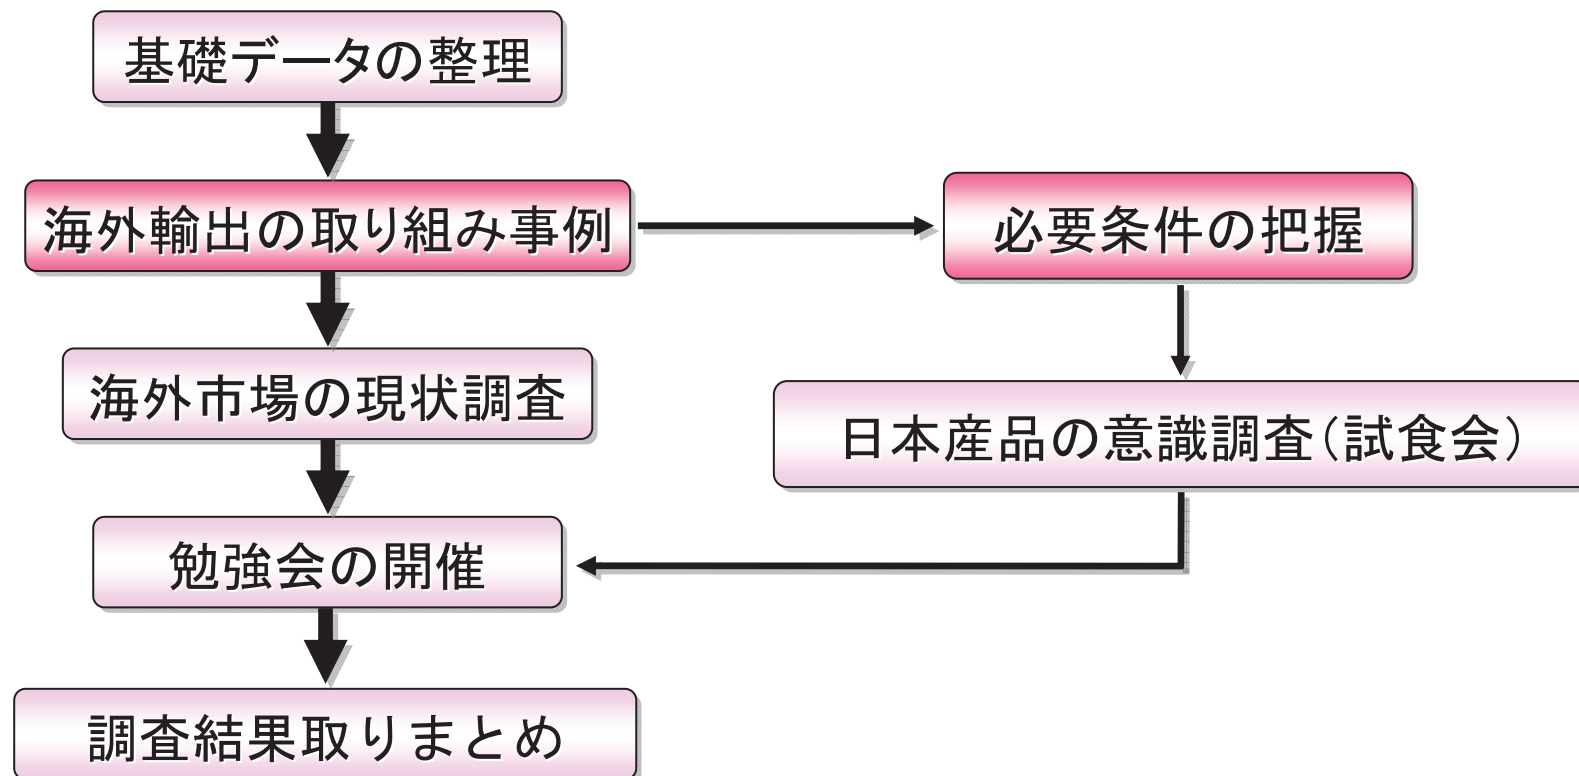 基礎データの整理
海外輸出の取り組み事例
必要条件の把握
海外市場の現状調査
日本産品の意識調査(試食会)
勉強会の開催
調査結果取りまとめ